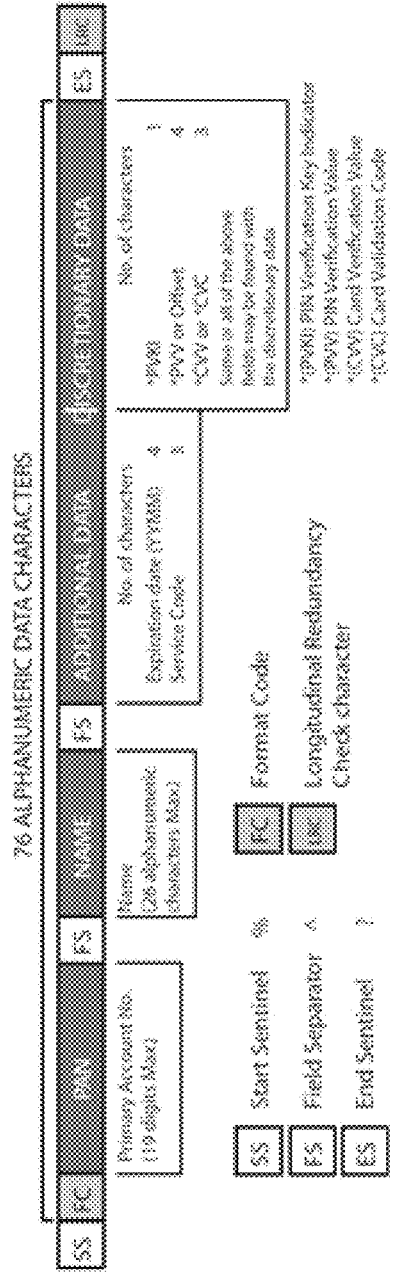 76 ALPHANUMERIC DATA CHARACTERS
SS FC PAN FS NAME FS ADDITIONAL DATA DISCRETIONARY DATA ES LRC
Primary Account No.
(19 digits Max)
Name
(26 alphanumeric
characters Max)
No. of characters
Expiration date (YYMM) 4
Service Code 3
No. of characters
*PVKI 1
*PVV or Offset 4
*CVV or *CVC 3
Some or all of the above
fields may be found with
the discretionary data
SS Start Sentinel %
FS Field Separator ^
ES End Sentinel ?
FC Format Code
LRC Longitudinal Redundancy
Check character
*(PVKI) PIN Verification Key Indicator
*(PVV) PIN Verification Value
*(CVV) Card Verification Value
*(CVC) Card Validation Code